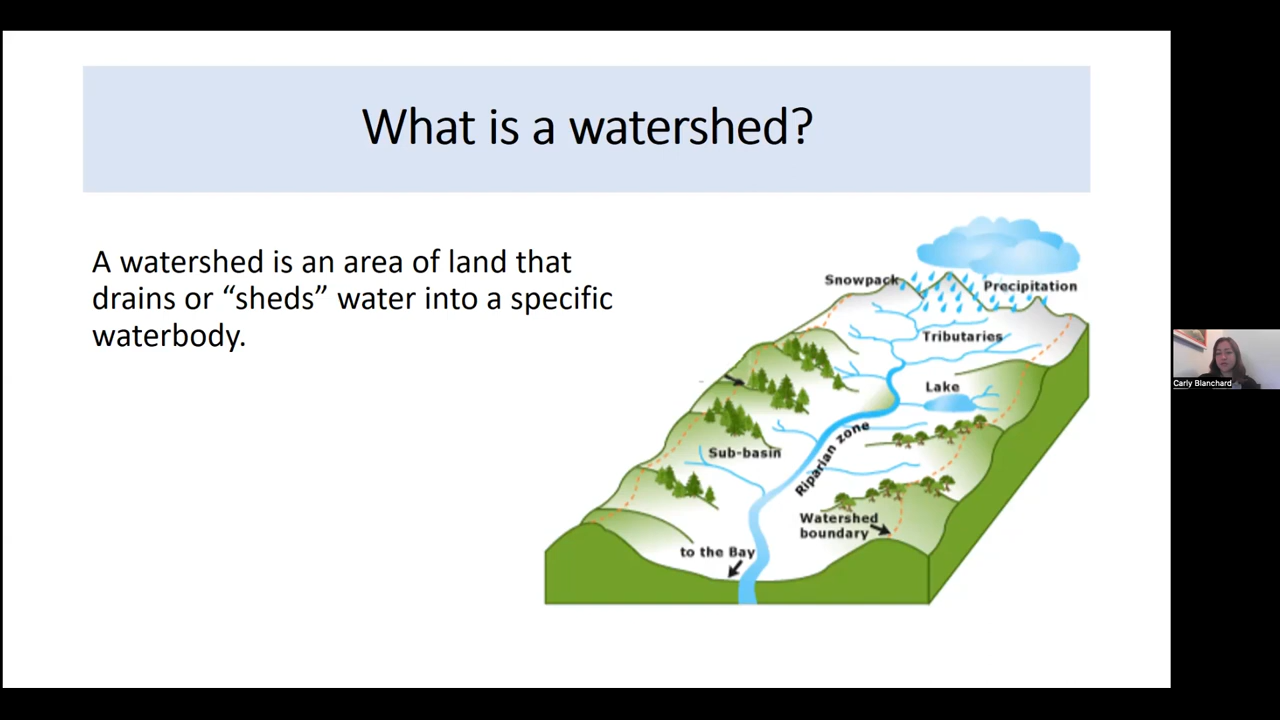 What is a watershed?
A watershed is an area of land that
drains or “sheds” water into a specific
waterbody.
Snowpack
Precipitation
Tributaries
Lake
Riparian zone
Sub-basin
Watershed
boundary
to the Bay
Carly Blanchard